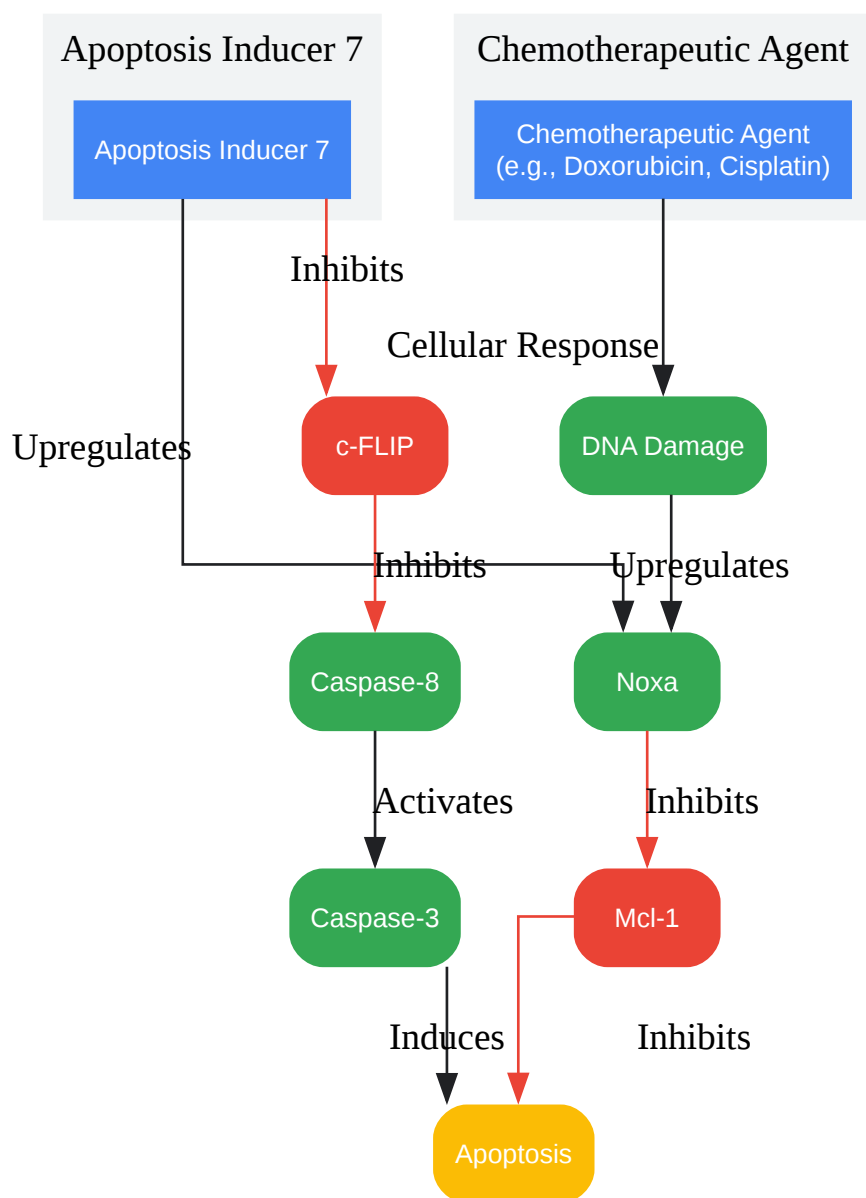 Apoptosis Inducer 7
Chemotherapeutic Agent
Apoptosis Inducer 7
Chemotherapeutic Agent
(e.g., Doxorubicin, Cisplatin)
Inhibits
Cellular Response
Upregulates
c-FLIP
DNA Damage
Inhibits
Upregulates
Caspase-8
Noxa
Activates
Inhibits
Caspase-3
Mcl-1
Induces
Inhibits
Apoptosis